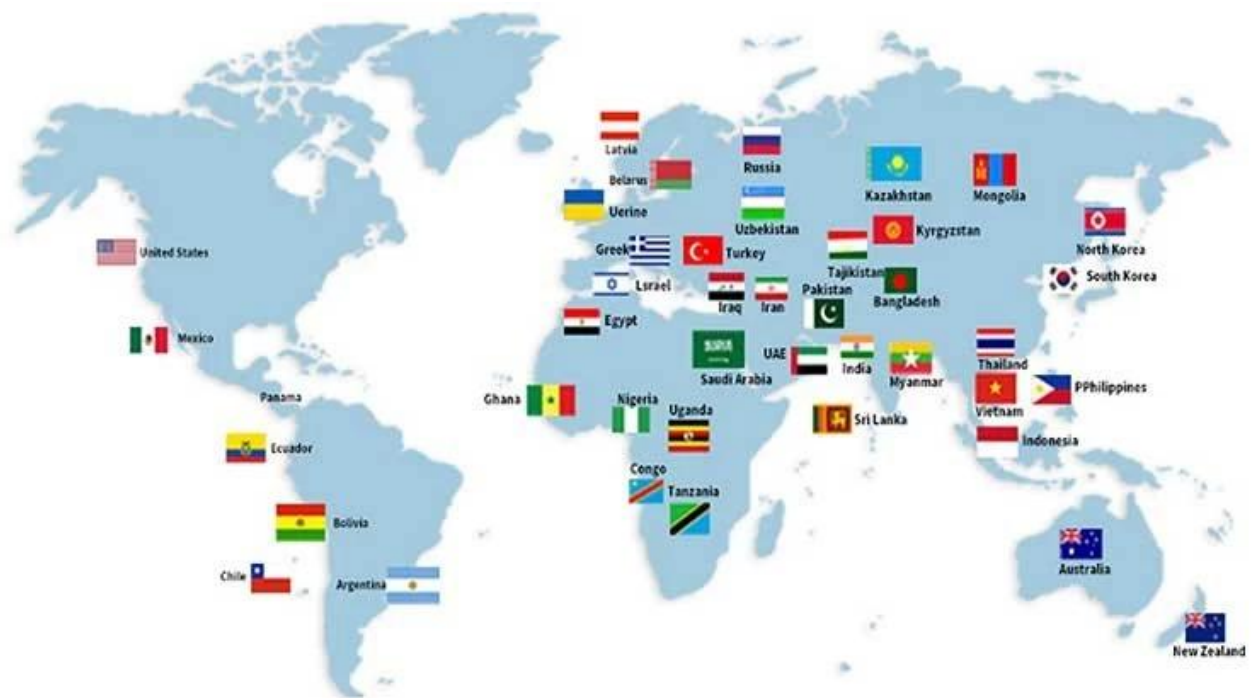 Latvia
Russia
Belarus
Kazakhstan
Mongolia
Uerine
Uzbekistan
Kyrgyzstan
North Korea
United States
Greek
Turkey
Tajikistan
South Korea
Lsrael
Pakistan
Bangladesh
Iraq
Iran
Egypt
Mexico
UAE
India
Thailand
Saudi Arabia
Myanmar
PPhilippines
Panama
Ghana
Nigeria
Uganda
Vietnam
Sri Lanka
Indonesia
Ecuador
Congo
Tanzania
Bolivia
Australia
Chile
Argentina
New Zealand